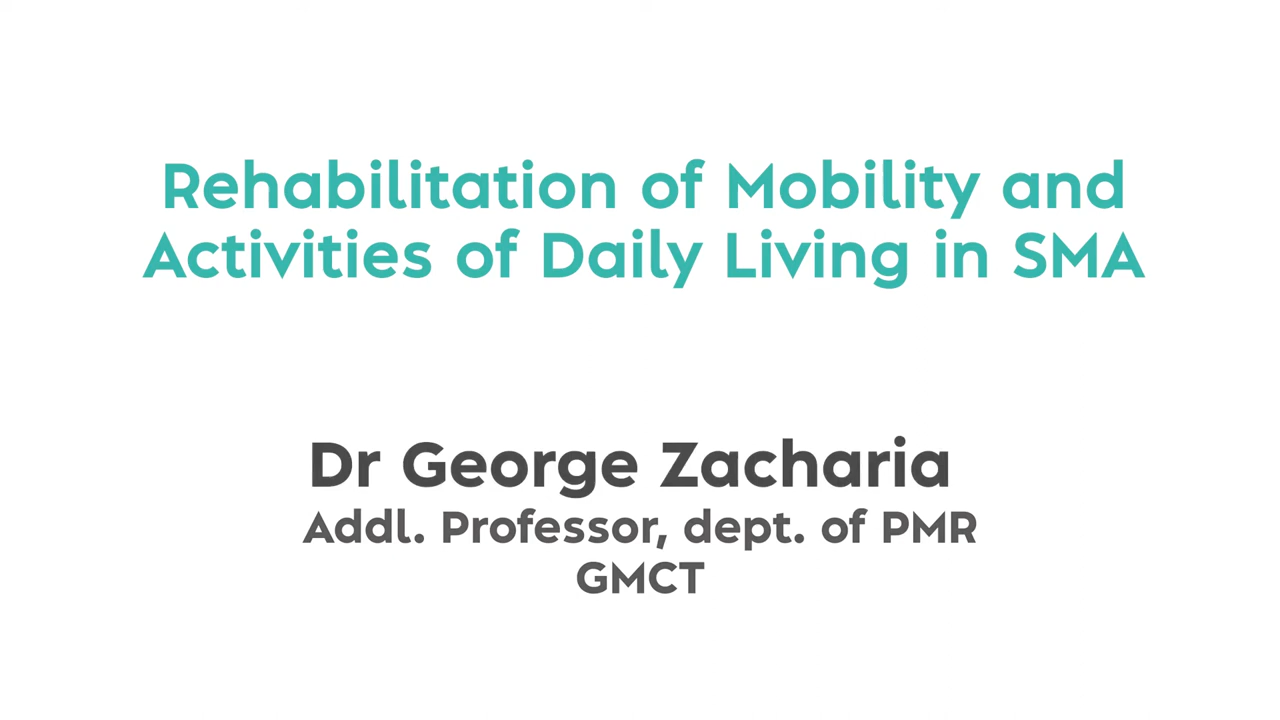 Rehabilitation of Mobility and
Activities of Daily Living in SMA
Dr George Zacharia
Addl. Professor, dept. of PMR
GMCT